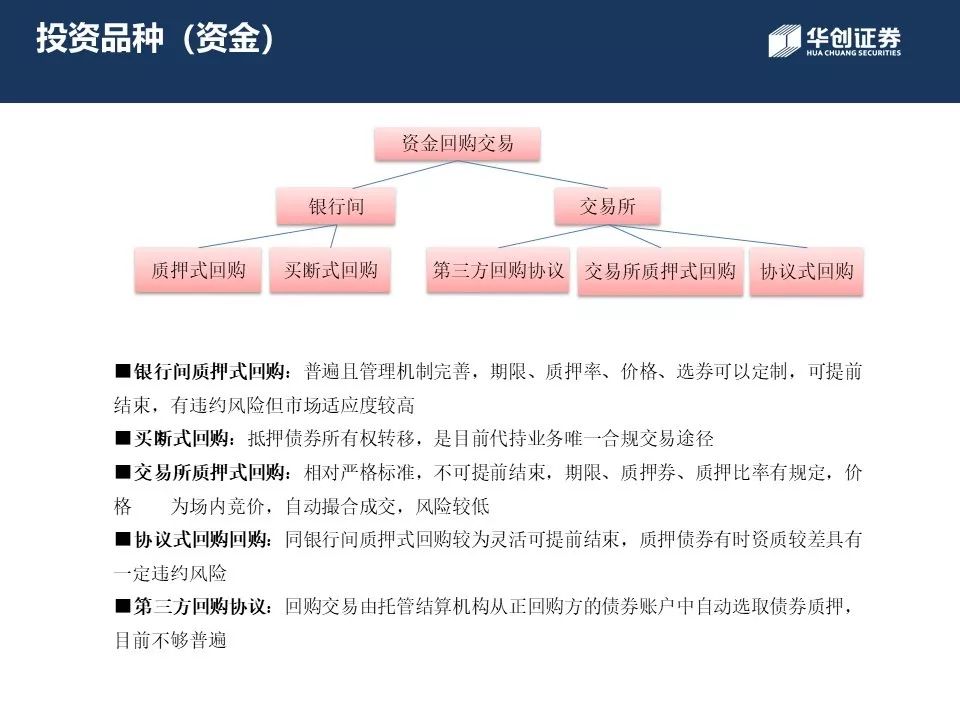 投资品种（资金）
华创证券
HUA CHUANG SECURITIES
资金回购交易
银行间
交易所
质押式回购
买断式回购
第三方回购协议
交易所质押式回购
协议式回购
■银行间质押式回购：普遍且管理机制完善，期限、质押率、价格、选券可以定制，可提前
结束，有违约风险但市场适应度较高
■买断式回购：抵押债券所有权转移，是目前代持业务唯一合规交易途径
■交易所质押式回购：相对严格标准，不可提前结束，期限、质押券、质押比率有规定，价
格　　为场内竞价，自动撮合成交，风险较低
■协议式回购回购：同银行间质押式回购较为灵活可提前结束，质押债券有时资质较差具有
一定违约风险
■第三方回购协议：回购交易由托管结算机构从正回购方的债券账户中自动选取债券质押，
目前不够普遍